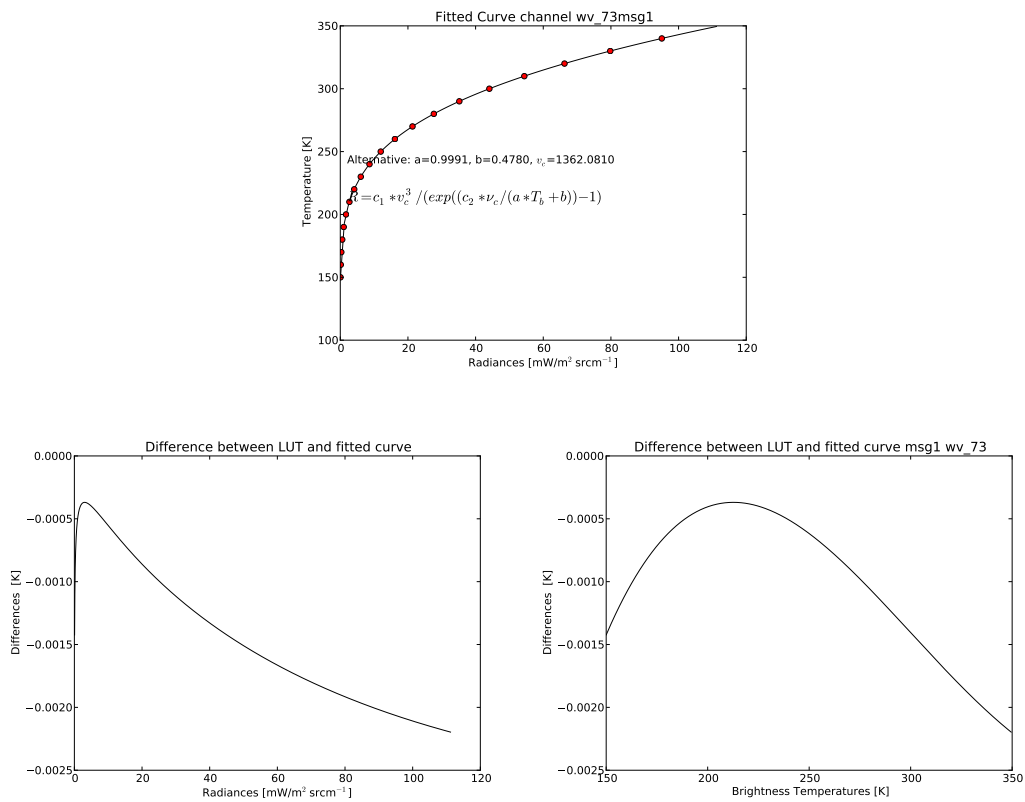 Fitted Curve channel wv_73msg1
350
300
250
200
150
100
Temperature [K]
Alternative: a=0.9991, b=0.4780, v_c=1362.0810
R=c_1 *v_c^3 /(exp((c_2 *ν_c/(a*T_b +b))−1)
0 20 40 60 80 100 120
Radiances [mW/m² srcm⁻¹]
Difference between LUT and fitted curve
0.0000
−0.0005
−0.0010
−0.0015
−0.0020
−0.0025
Differences [K]
0 20 40 60 80 100 120
Radiances [mW/m² srcm⁻¹]
Difference between LUT and fitted curve msg1 wv_73
0.0000
−0.0005
−0.0010
−0.0015
−0.0020
−0.0025
Differences [K]
150 200 250 300 350
Brightness Temperatures [K]